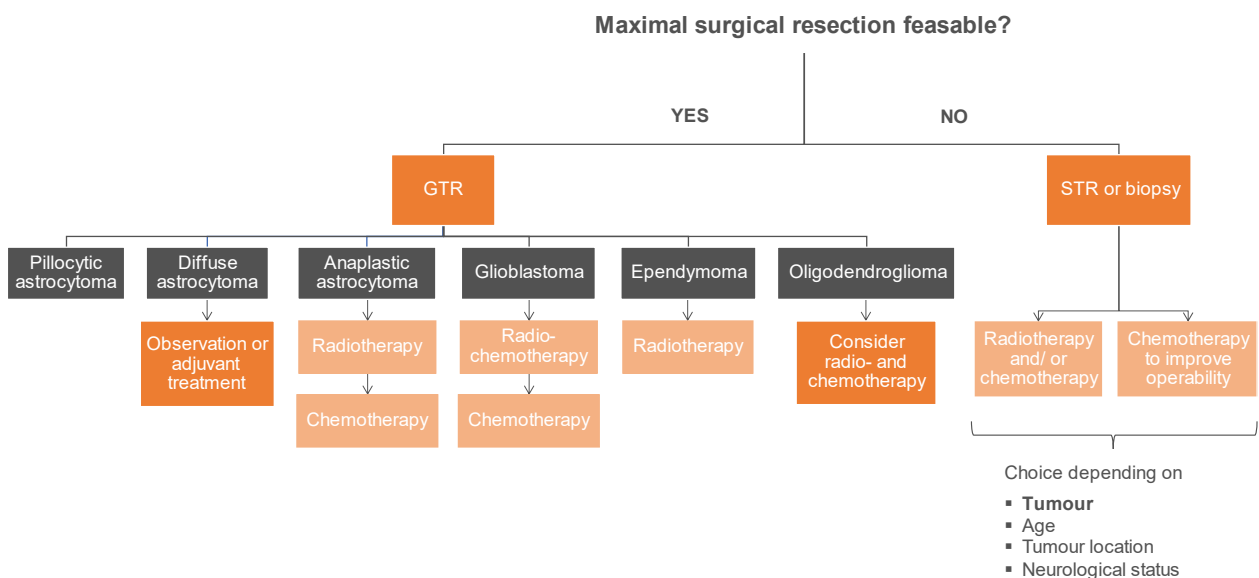 Maximal surgical resection feasable?
YES
NO
GTR
STR or biopsy
Pillocytic
astrocytoma
Diffuse
astrocytoma
Anaplastic
astrocytoma
Glioblastoma
Ependymoma
Oligodendroglioma
Observation or
adjuvant
treatment
Radiotherapy
Chemotherapy
Radio-
chemotherapy
Chemotherapy
Radiotherapy
Consider
radio- and
chemotherapy
Radiotherapy
and/ or
chemotherapy
Chemotherapy
to improve
operability
Choice depending on
▪ Tumour
▪ Age
▪ Tumour location
▪ Neurological status